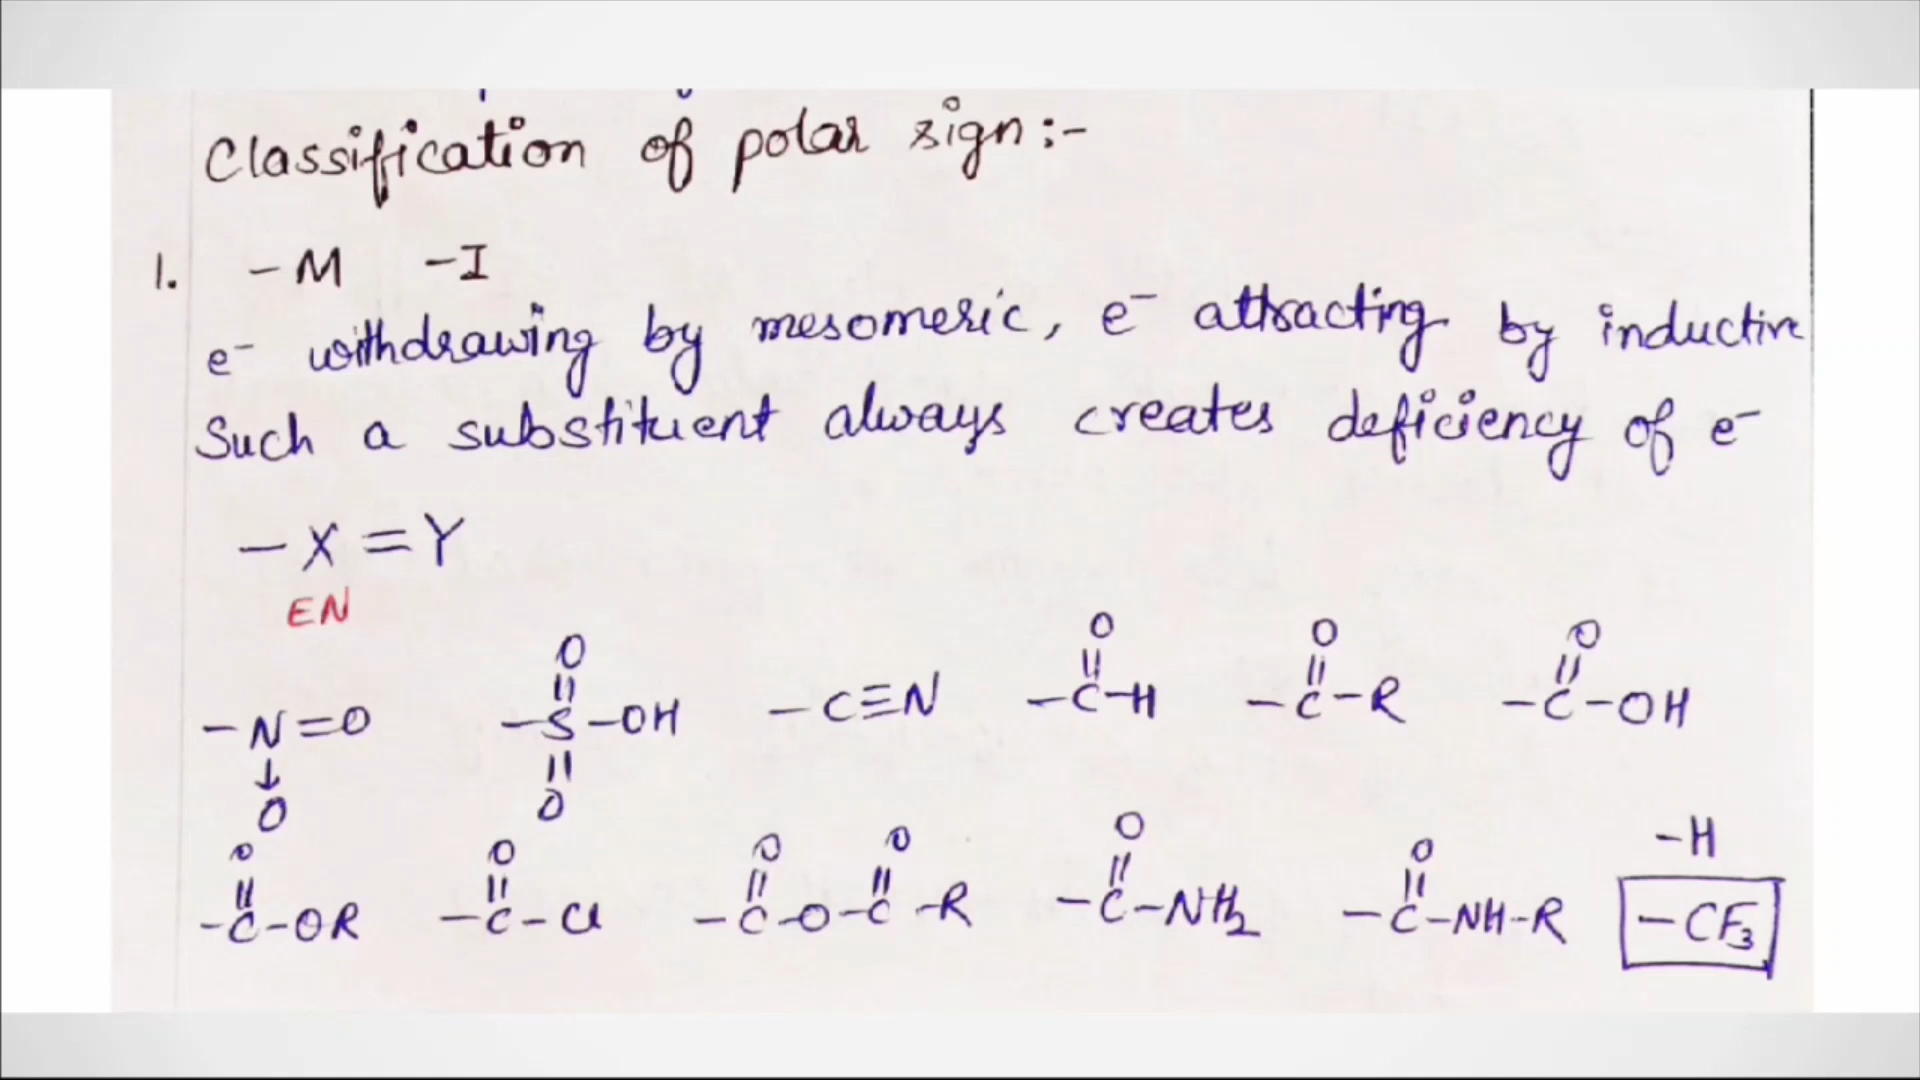 Classification of polar sign:-
1. -M -I
e⁻ withdrawing by mesomeric, e⁻ attracting by inductive
Such a substituent always creates deficiency of e⁻
-X=Y
EN
O O O O
|| || || ||
-N=O -S-OH -C≡N -C-H -C-R -C-OH
↓ ||
O O
O O O O O O -H
|| || || || || ||
-C-OR -C-Cl -C-O-C-R -C-NH₂ -C-NH-R -CF₃